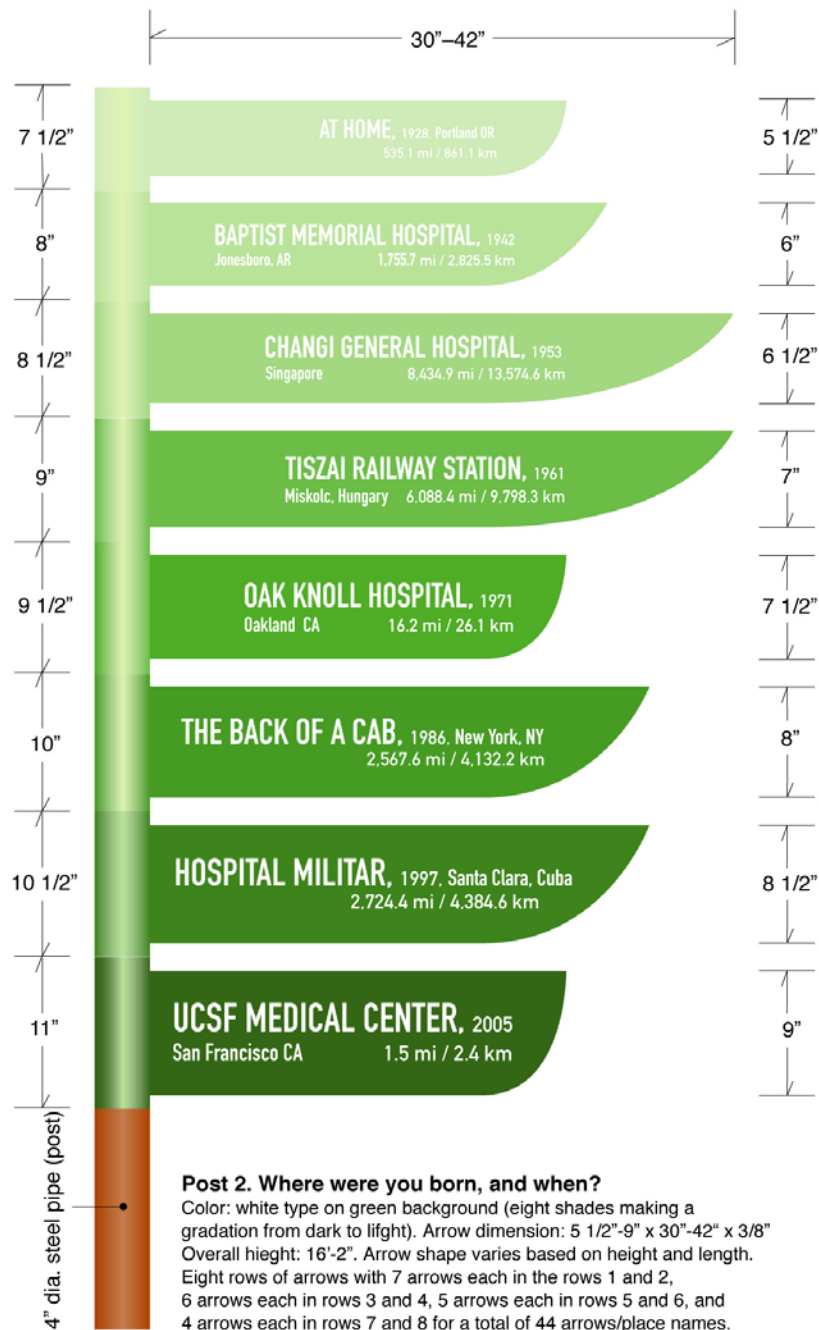 30”–42”
7 1/2”
AT HOME, 1928, Portland OR
535.1 mi / 861.1 km
5 1/2”
8”
BAPTIST MEMORIAL HOSPITAL, 1942
Jonesboro, AR 1,755.7 mi / 2,825.5 km
6”
8 1/2”
CHANGI GENERAL HOSPITAL, 1953
Singapore 8,434.9 mi / 13,574.6 km
6 1/2”
9”
TISZAI RAILWAY STATION, 1961
Miskolc, Hungary 6,088.4 mi / 9,798.3 km
7”
9 1/2”
OAK KNOLL HOSPITAL, 1971
Oakland CA 16.2 mi / 26.1 km
7 1/2”
10”
THE BACK OF A CAB, 1986, New York, NY
2,567.6 mi / 4,132.2 km
8”
10 1/2”
HOSPITAL MILITAR, 1997, Santa Clara, Cuba
2,724.4 mi / 4,384.6 km
8 1/2”
11”
UCSF MEDICAL CENTER, 2005
San Francisco CA 1.5 mi / 2.4 km
9”
4” dia. steel pipe (post)
Post 2. Where were you born, and when?
Color: white type on green background (eight shades making a
gradation from dark to lifght). Arrow dimension: 5 1/2”-9” x 30”-42“ x 3/8”
Overall hieght: 16’-2”. Arrow shape varies based on height and length.
Eight rows of arrows with 7 arrows each in the rows 1 and 2,
6 arrows each in rows 3 and 4, 5 arrows each in rows 5 and 6, and
4 arrows each in rows 7 and 8 for a total of 44 arrows/place names.